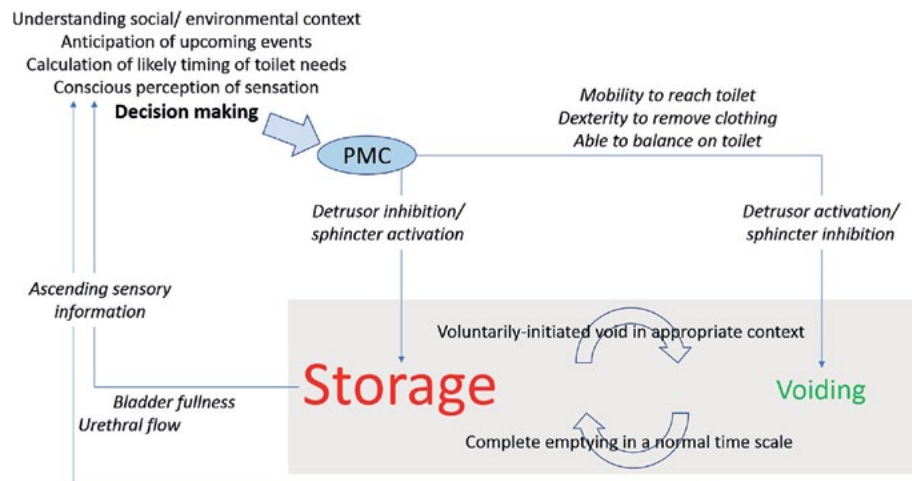 Understanding social/ environmental context
Anticipation of upcoming events
Calculation of likely timing of toilet needs
Conscious perception of sensation
Decision making
PMC
Mobility to reach toilet
Dexterity to remove clothing
Able to balance on toilet
Detrusor inhibition/
sphincter activation
Detrusor activation/
sphincter inhibition
Ascending sensory
information
Voluntarily-initiated void in appropriate context
Storage
Voiding
Bladder fullness
Urethral flow
Complete emptying in a normal time scale